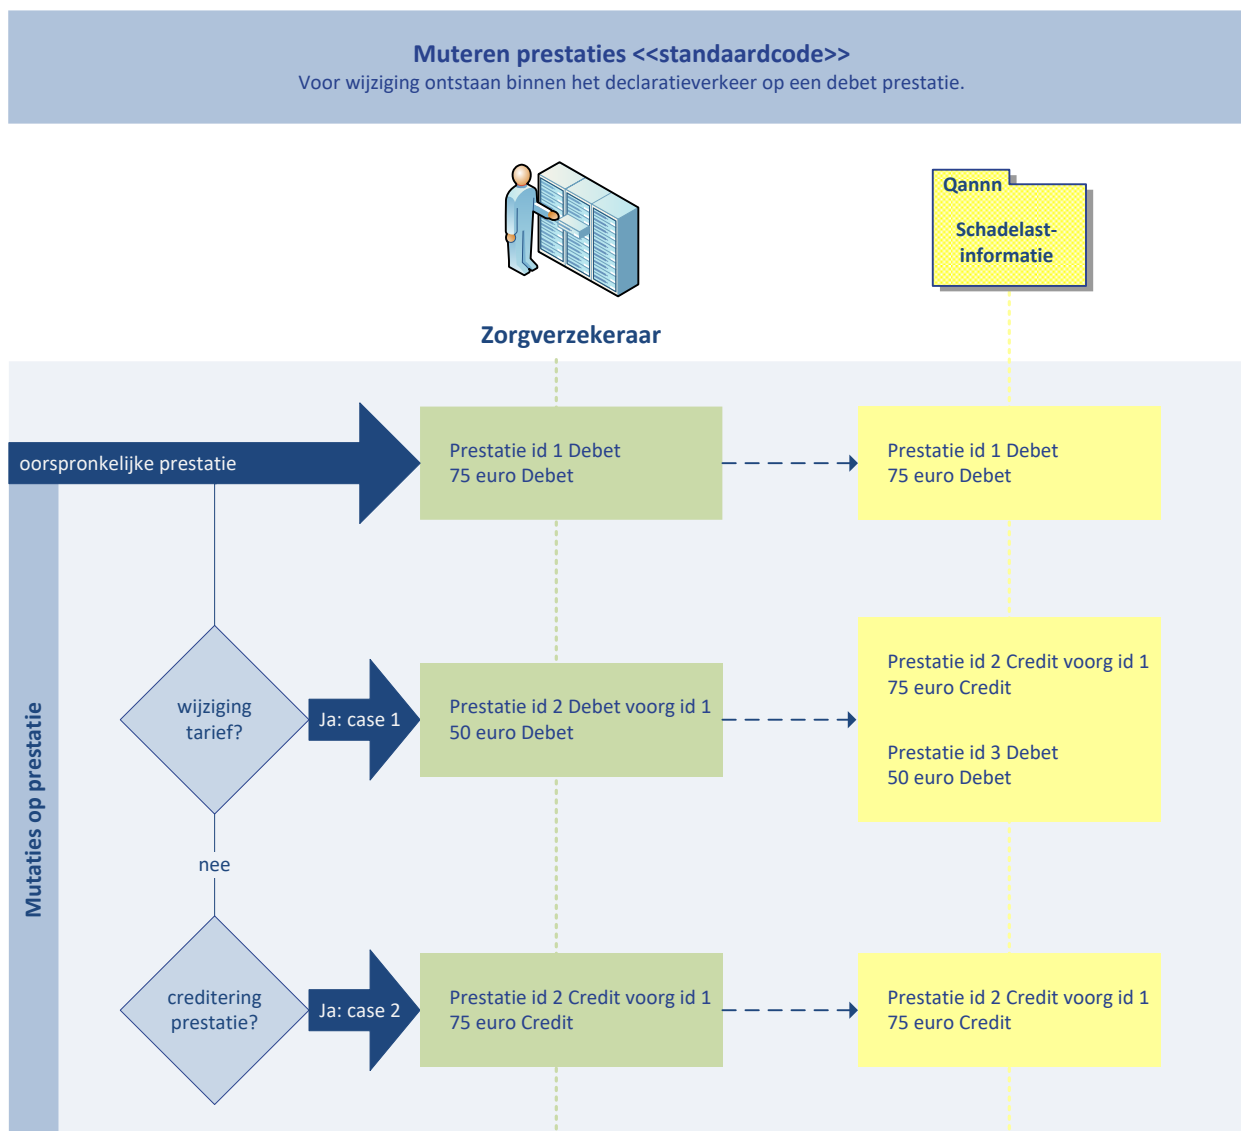 Muteren prestaties <<standaardcode>>
Voor wijziging ontstaan binnen het declaratieverkeer op een debet prestatie.
Qannn
Schadelast-
informatie
Zorgverzekeraar
oorspronkelijke prestatie
Prestatie id 1 Debet
75 euro Debet
Prestatie id 1 Debet
75 euro Debet
Mutaties op prestatie
wijziging
tarief?
Ja: case 1
Prestatie id 2 Debet voorg id 1
50 euro Debet
Prestatie id 2 Credit voorg id 1
75 euro Credit
Prestatie id 3 Debet
50 euro Debet
nee
creditering
prestatie?
Ja: case 2
Prestatie id 2 Credit voorg id 1
75 euro Credit
Prestatie id 2 Credit voorg id 1
75 euro Credit